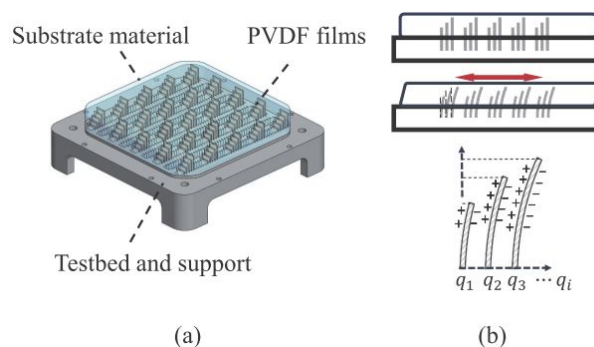 Substrate material
PVDF films
Testbed and support
+ + − + − + − + − + − + − + − + − + − + − −
q₁ q₂ q₃ ⋯ qᵢ
(a)
(b)